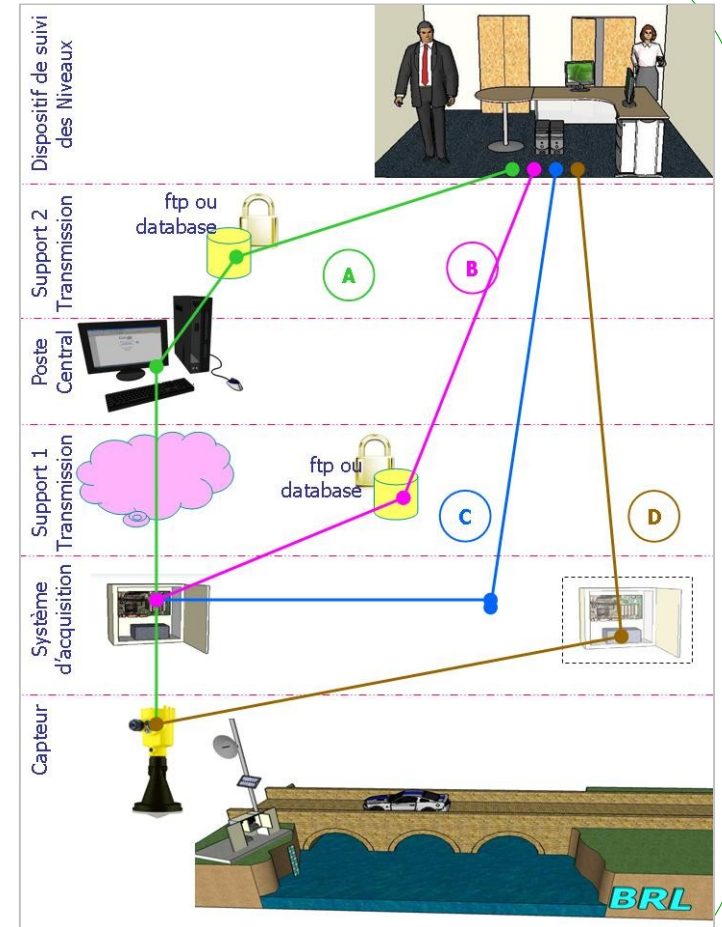 Dispositif de suivi
des Niveaux
Support 2
Transmission
ftp ou
database
A
B
Poste
Central
Support 1
Transmission
ftp ou
database
C
D
Système
d'acquisition
Capteur
BRL